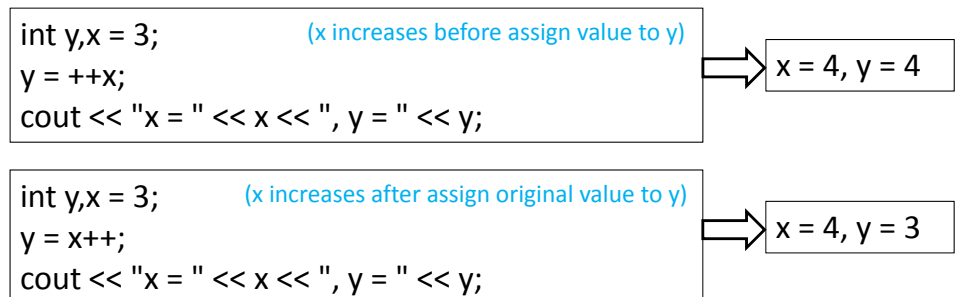 int y,x = 3; (x increases before assign value to y)
y = ++x;
cout << "x = " << x << ", y = " << y;
x = 4, y = 4
int y,x = 3; (x increases after assign original value to y)
y = x++;
cout << "x = " << x << ", y = " << y;
x = 4, y = 3